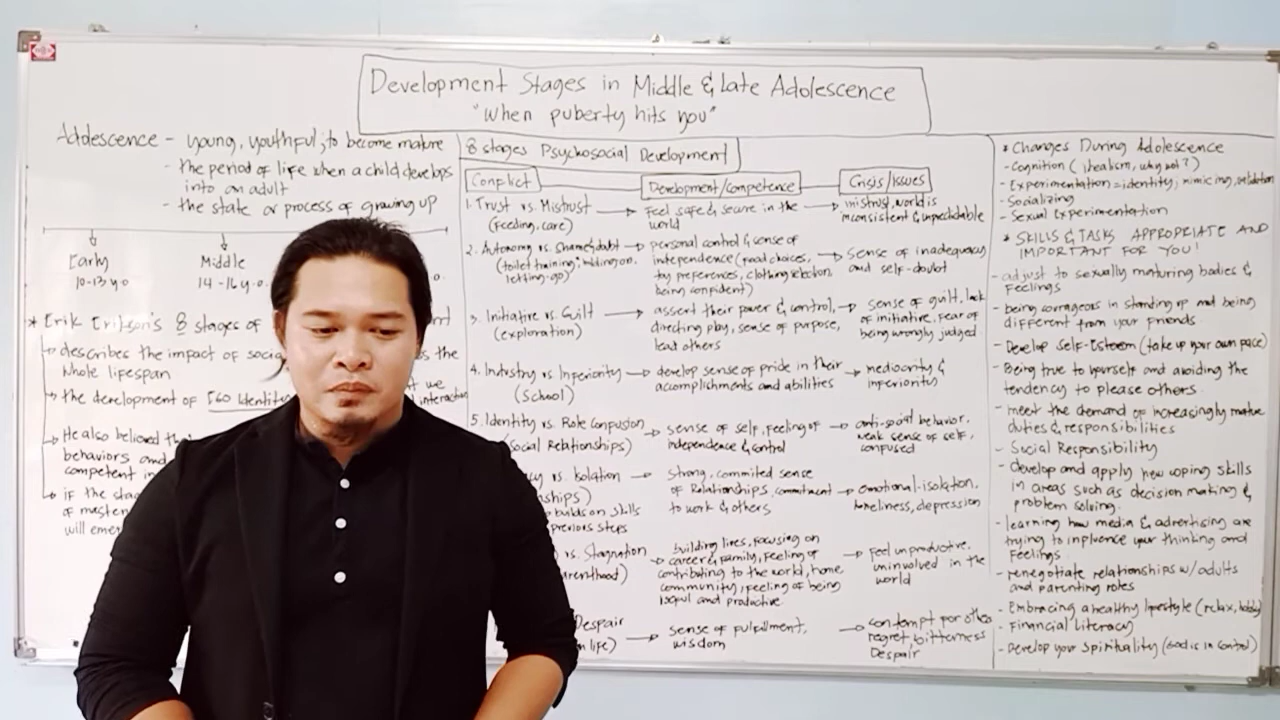 Development Stages in Middle & Late Adolescence
"when puberty hits you"
Adolescence - young, youthful, to become mature
- the period of life when a child develops
into an adult
- the state or process of growing up
Early
10-13 y.o
Middle
14-16 y.o.
o.
* Erik Erikson's 8 stages of
describes the impact of
the
whole lifespan
the development of EGO Identity
we
interaction
He also believed
behaviors and
competent in
if the
of
will
8 stages Psychosocial Development
Conflict
Development/competence
Crisis/Issues
1. Trust vs. Mistrust
(Feeding, care)
Feel safe & secure in the
world
mistrust, world is
inconsistent & unpredictable
2. Autonomy vs. Shame & doubt
(toilet training, holding on,
letting-go)
personal control & sense of
independence (food choices,
toy preferences, clothing selection,
being confident)
Sense of inadequacy
and self-doubt
3. Initiative vs. Guilt
(exploration)
assert their power & control,
directing play, sense of purpose,
lead others
sense of guilt, lack
of initiative, fear of
being wrongly judged
4. Industry vs Inferiority
(School)
develop sense of pride in their
accomplishments and abilities
mediocrity &
inferiority
5. Identity vs. Role Confusion
(Social Relationships)
sense of self, feeling of
independence & control
anti-social behavior,
weak sense of self,
confused
vs. Isolation
builds on skills
previous steps
Strong, commited sense
of Relationships, commitment
to work & others
emotional-isolation,
loneliness, depression
vs. Stagnation
building lives, focusing on
career & family, feeling of
contributing to the world, home
community, feeling of being
useful and productive
Feel unproductive,
uninvolved in the
world
Despair
life)
sense of fulfillment,
wisdom
contempt for others
regret, bitterness
Despair
* Changes During Adolescence
- Cognition (idealism, why not?)
- Experimentation = identity, mimicing, validation
- Socializing
- Sexual Experimentation
* SKILLS & TASKS APPROPRIATE AND
IMPORTANT FOR YOU!
- adjust to sexually maturing bodies &
feelings
- being courageous in standing up and being
different from your friends.
- Develop self-Esteem (take up your own pace)
- Being true to yourself and avoiding the
tendency to please others.
- meet the demand of increasingly mature
duties & responsibilities
- Social Responsibility
- develop and apply new coping skills
in areas such as decision making &
problem solving.
- learning how media & advertising are
trying to influence your thinking and
feelings
- renegotiate relationships w/ adults
and parenting roles
- Embracing a healthy lifestyle (relax, hobby)
- Financial Literacy
- Develop your Spirituality (God is in control)